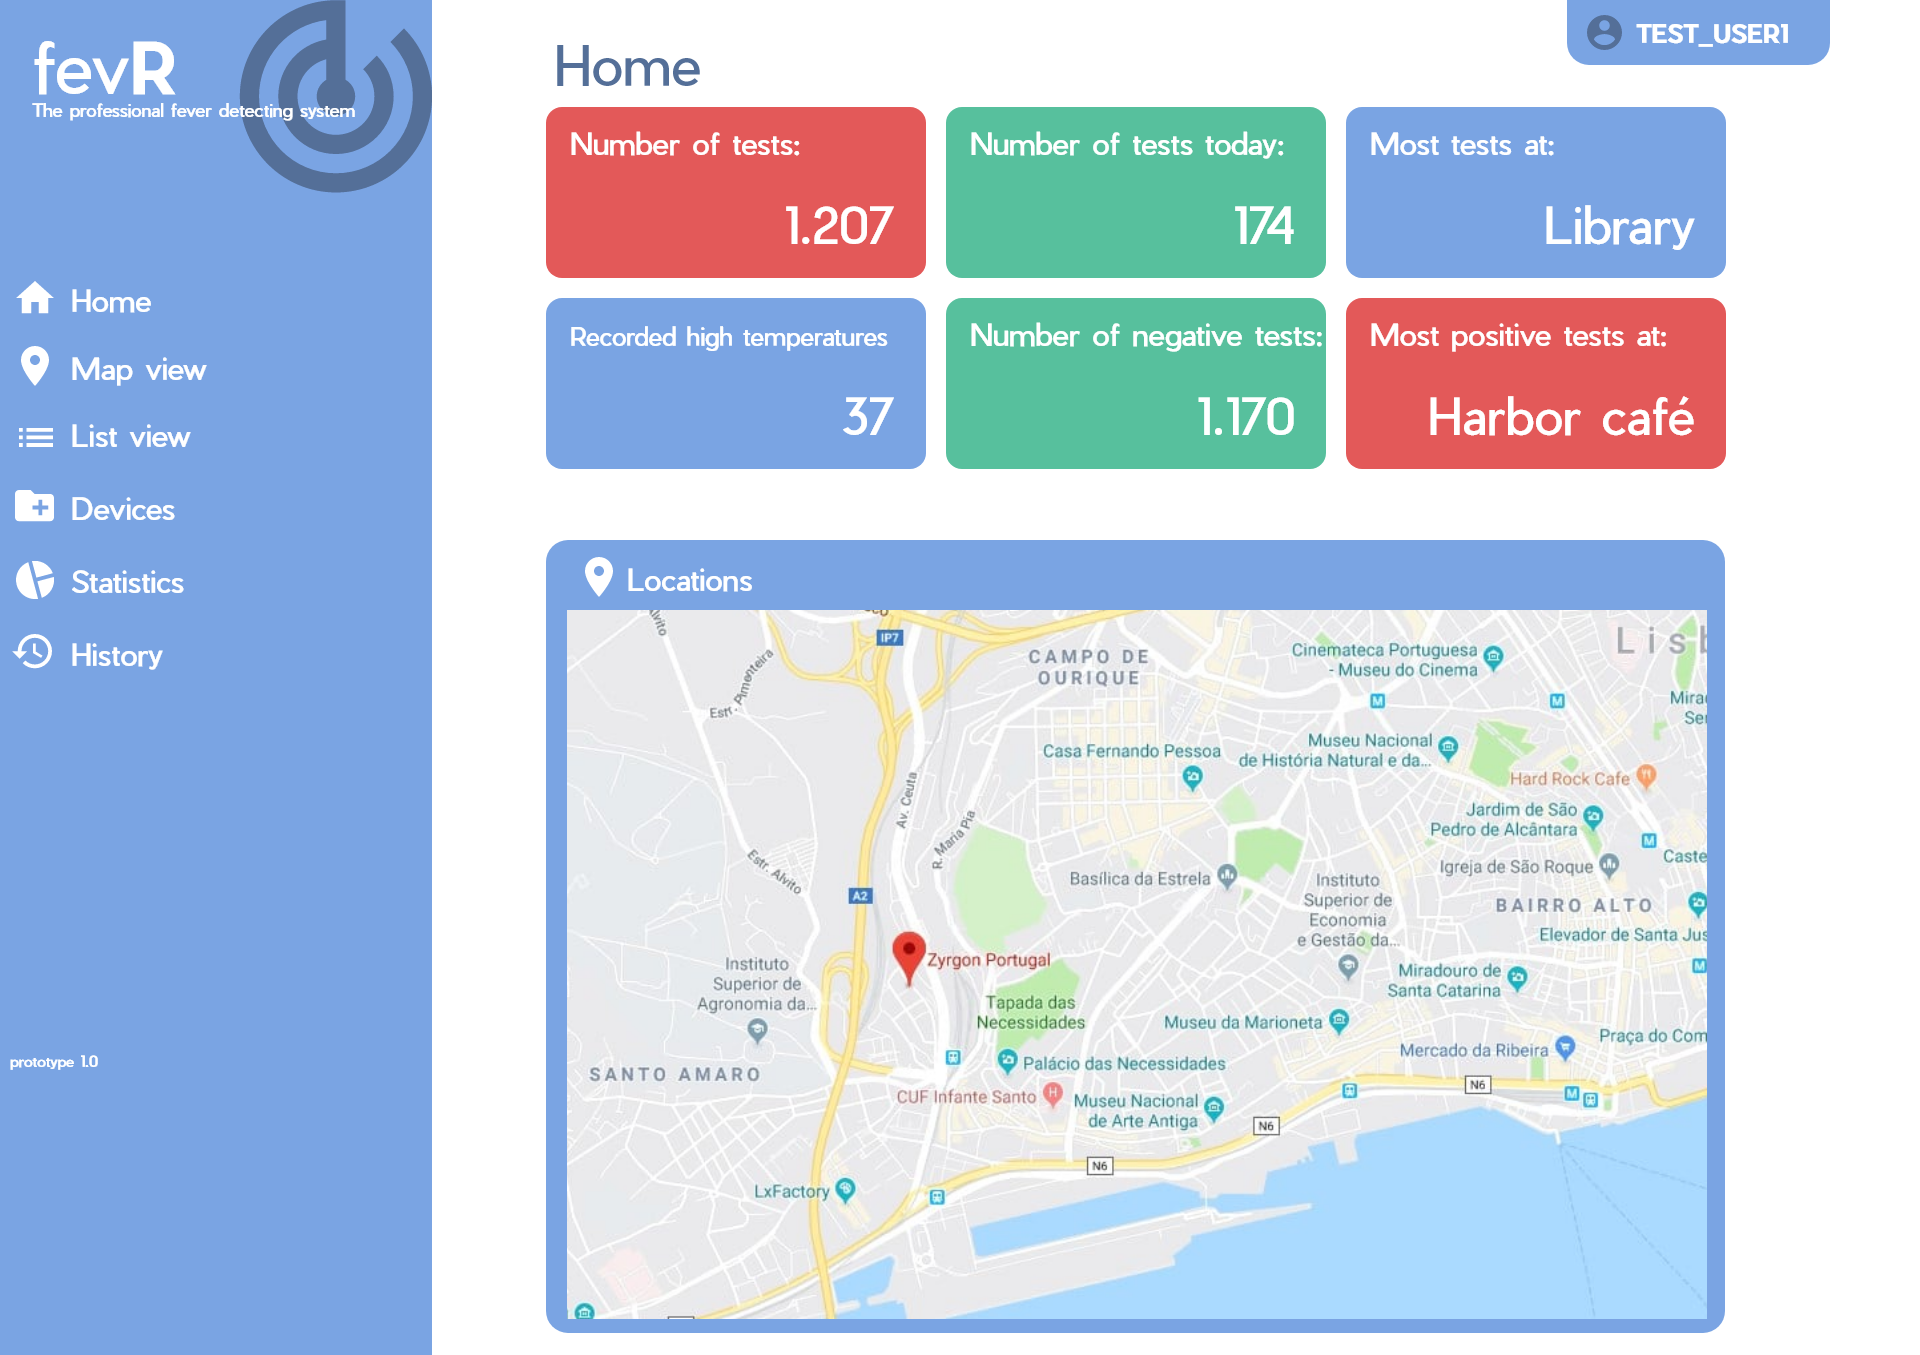 fevR
The professional fever detecting system
TEST_USER1
Home
Home
Map view
List view
Devices
Statistics
History
prototype 1.0
Number of tests:
1.207
Number of tests today:
174
Most tests at:
Library
Recorded high temperatures
37
Number of negative tests:
1.170
Most positive tests at:
Harbor café
Locations
Alvito
IP7
CAMPO DE
OURIQUE
Cinemateca Portuguesa
- Museu do Cinema
Lisb
Estr. Pimenteira
M
M
Mira
Se
Casa Fernando Pessoa
Museu Nacional
de História Natural e da...
Hard Rock Cafe
Av. Ceuta
R. Maria Pia
Jardim de São
Pedro de Alcântara
M
Estr. Alvito
Caste
Igreja de São Roque
Basílica da Estrela
Instituto
Superior de
Economia
e Gestão da...
A2
BAIRRO ALTO
Elevador de Santa Jus
Zyrgon Portugal
M
Instituto
Superior de
Agronomia da...
Miradouro de
Santa Catarina
Tapada das
Necessidades
Museu da Marioneta
Praça do Com
Mercado da Ribeira
Palácio das Necessidades
SANTO AMARO
N6
M
CUF Infante Santo
H
Museu Nacional
de Arte Antiga
N6
N6
LxFactory